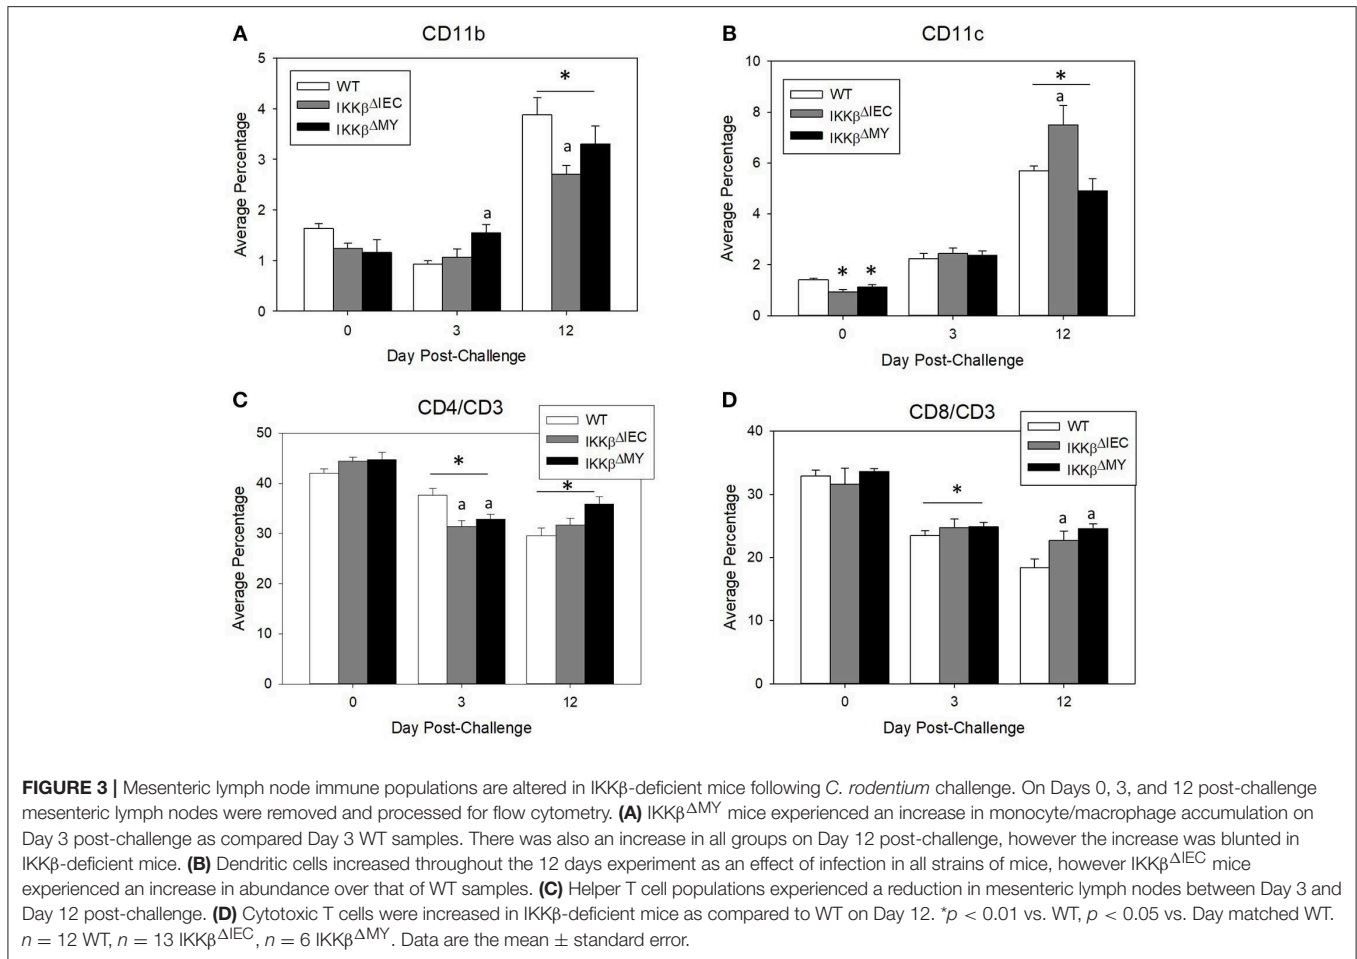 A
CD11b
5
4
3
2
1
0
Average Percentage
WT
IKKβΔIEC
IKKβΔMY
*
a
a
0 3 12
Day Post-Challenge
B
CD11c
10
8
6
4
2
0
Average Percentage
WT
IKKβΔIEC
IKKβΔMY
*
a
* *
0 3 12
Day Post-Challenge
C
CD4/CD3
50
40
30
20
10
0
Average Percentage
WT
IKKβΔIEC
IKKβΔMY
*
*
a a
0 3 12
Day Post-Challenge
D
CD8/CD3
40
30
20
10
0
Average Percentage
WT
IKKβΔIEC
IKKβΔMY
*
a a
0 3 12
Day Post-Challenge
FIGURE 3 | Mesenteric lymph node immune populations are altered in IKKβ-deficient mice following C. rodentium challenge. On Days 0, 3, and 12 post-challenge
mesenteric lymph nodes were removed and processed for flow cytometry. (A) IKKβΔMY mice experienced an increase in monocyte/macrophage accumulation on
Day 3 post-challenge as compared Day 3 WT samples. There was also an increase in all groups on Day 12 post-challenge, however the increase was blunted in
IKKβ-deficient mice. (B) Dendritic cells increased throughout the 12 days experiment as an effect of infection in all strains of mice, however IKKβΔIEC mice
experienced an increase in abundance over that of WT samples. (C) Helper T cell populations experienced a reduction in mesenteric lymph nodes between Day 3 and
Day 12 post-challenge. (D) Cytotoxic T cells were increased in IKKβ-deficient mice as compared to WT on Day 12. *p < 0.01 vs. WT, p < 0.05 vs. Day matched WT.
n = 12 WT, n = 13 IKKβΔIEC, n = 6 IKKβΔMY. Data are the mean ± standard error.